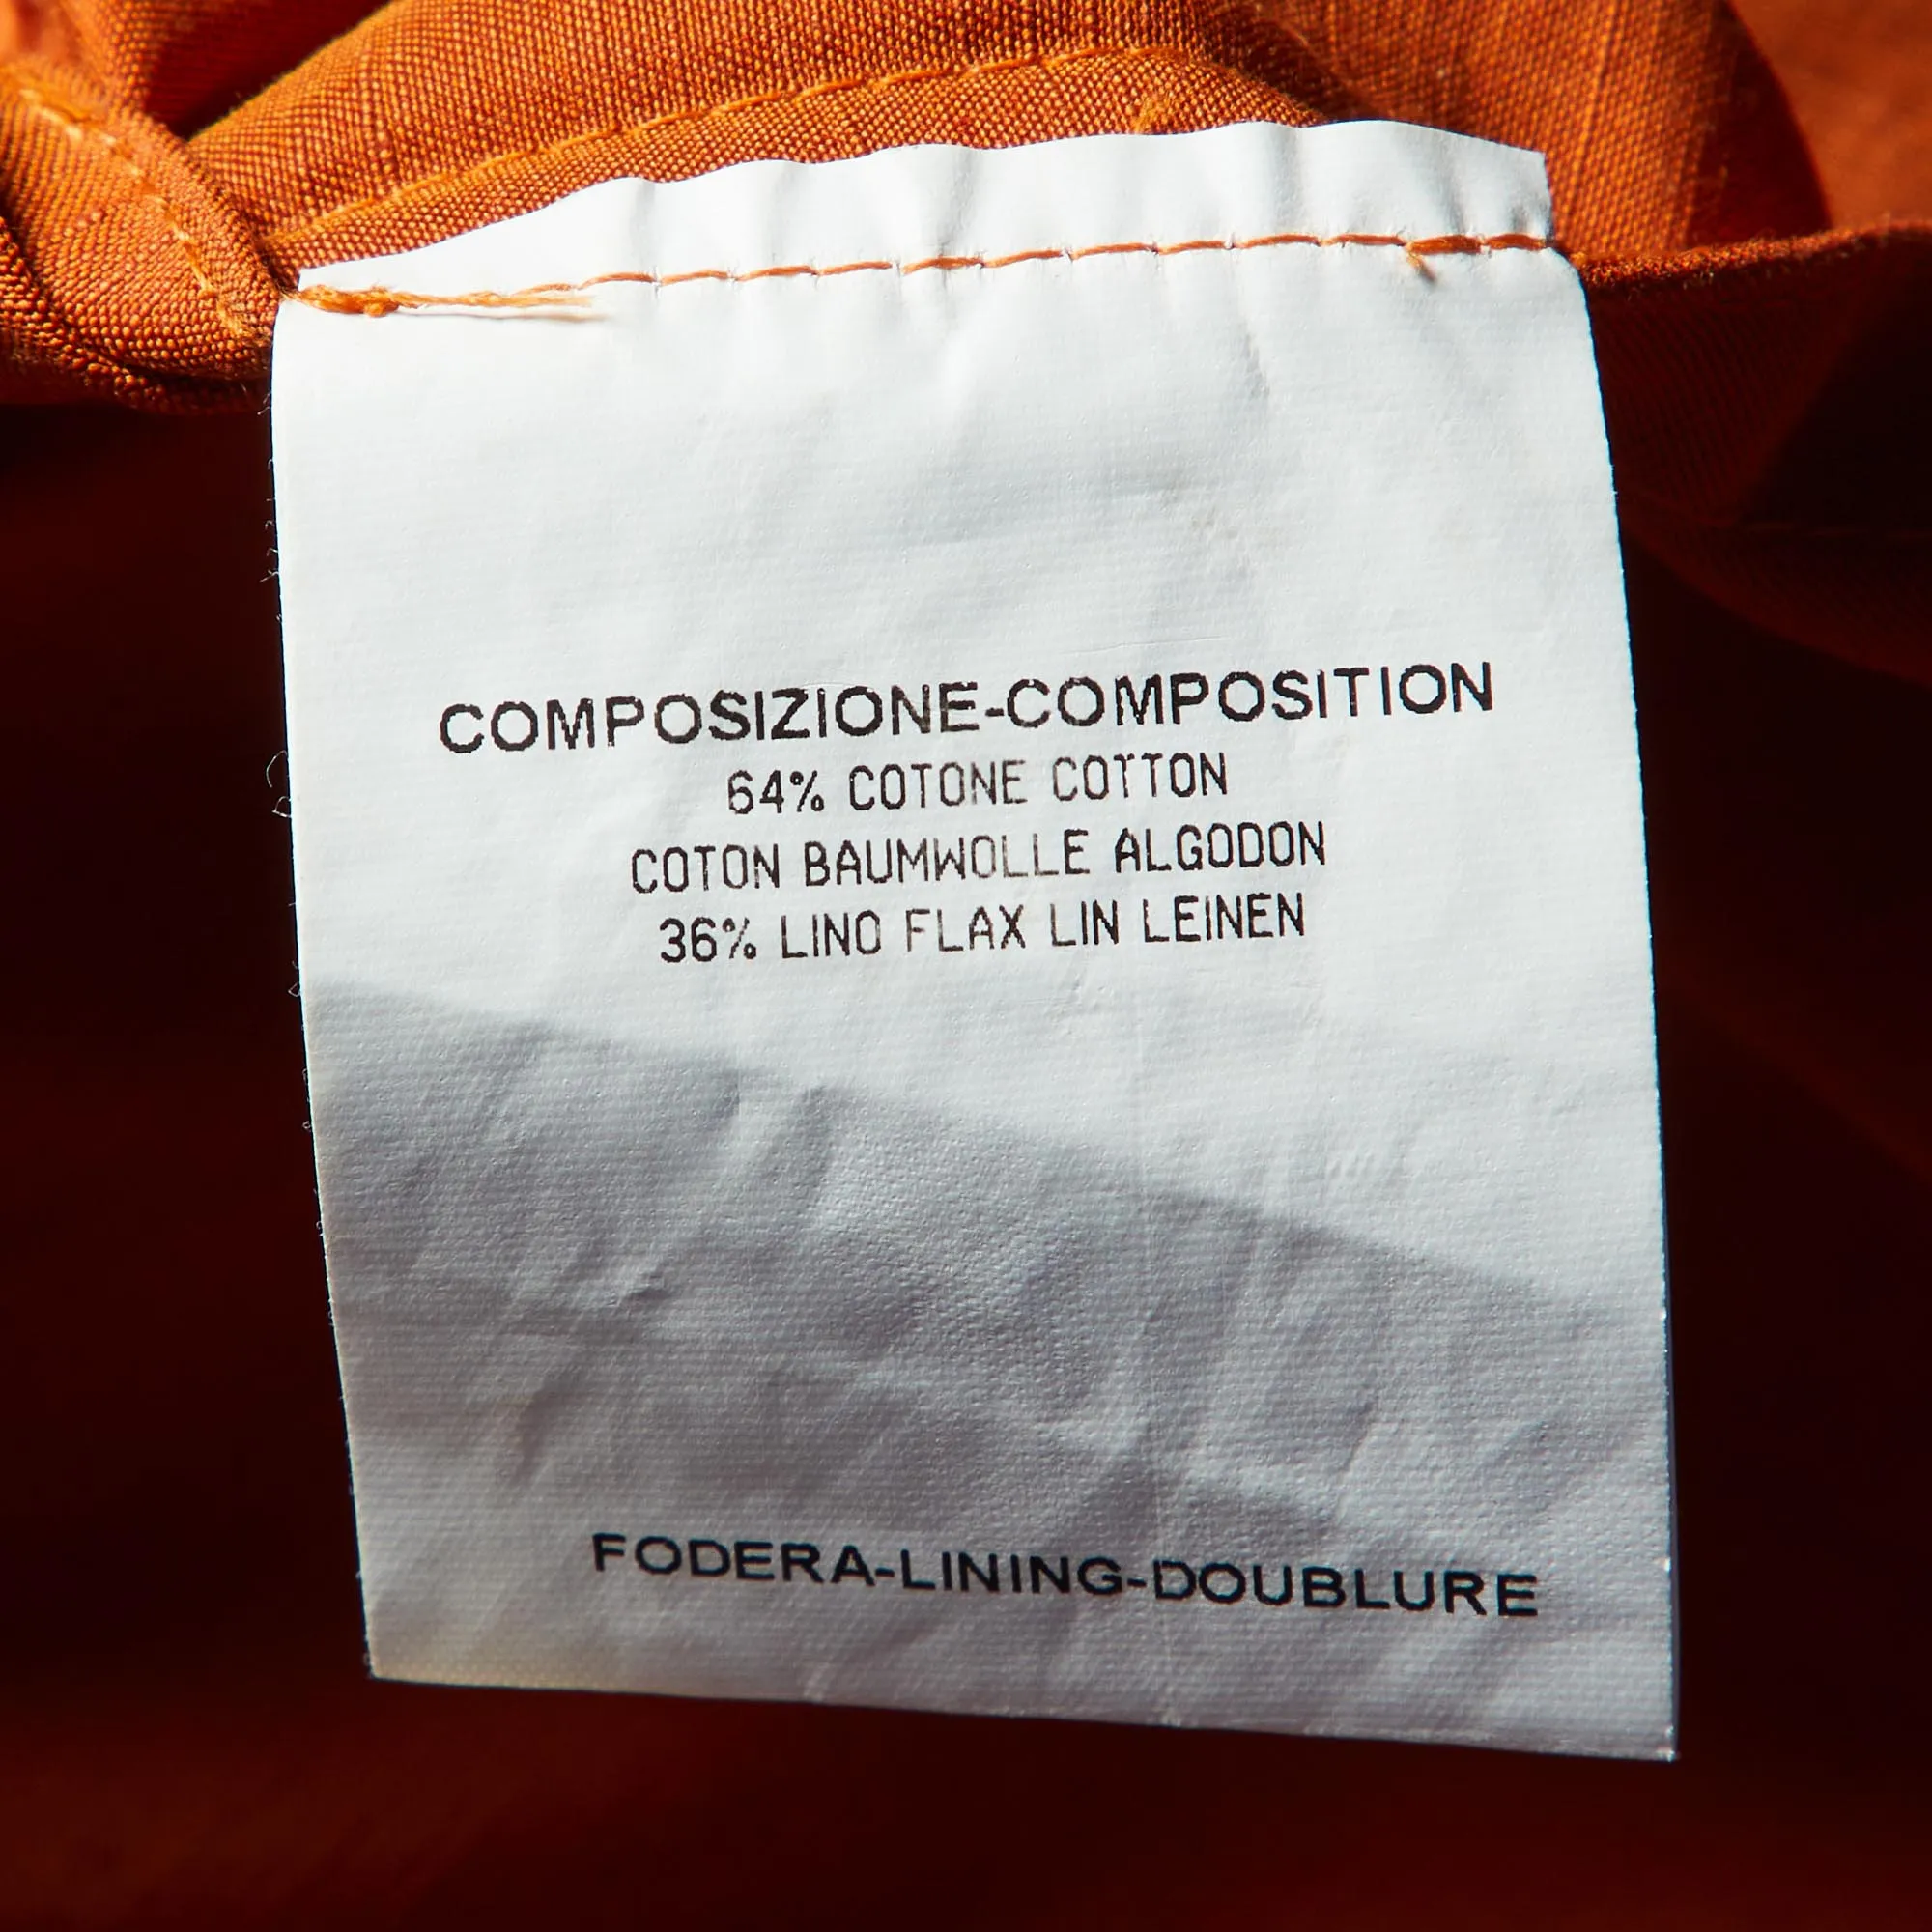 COMPOSIZIONE-COMPOSITION
64% COTONE COTTON
COTON BAUMWOLLE ALGODON
36% LINO FLAX LIN LEINEN
FODERA-LINING-DOUBLURE